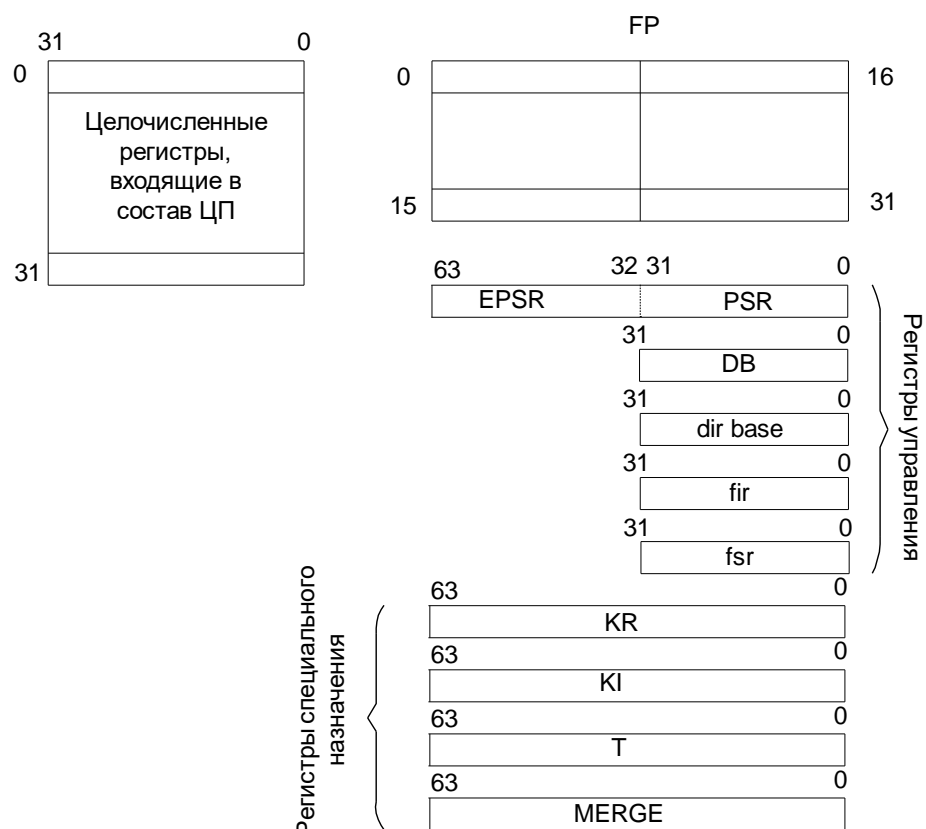 FP
31 0
0
Целочисленные
регистры,
входящие в
состав ЦП
31
0 16
15 31
63 32 31 0
EPSR PSR
31 0
DB
31 0
dir base
31 0
fir
31 0
fsr
Регистры управления
63 0
KR
63 0
KI
63 0
T
63 0
MERGE
Регистры специального
назначения